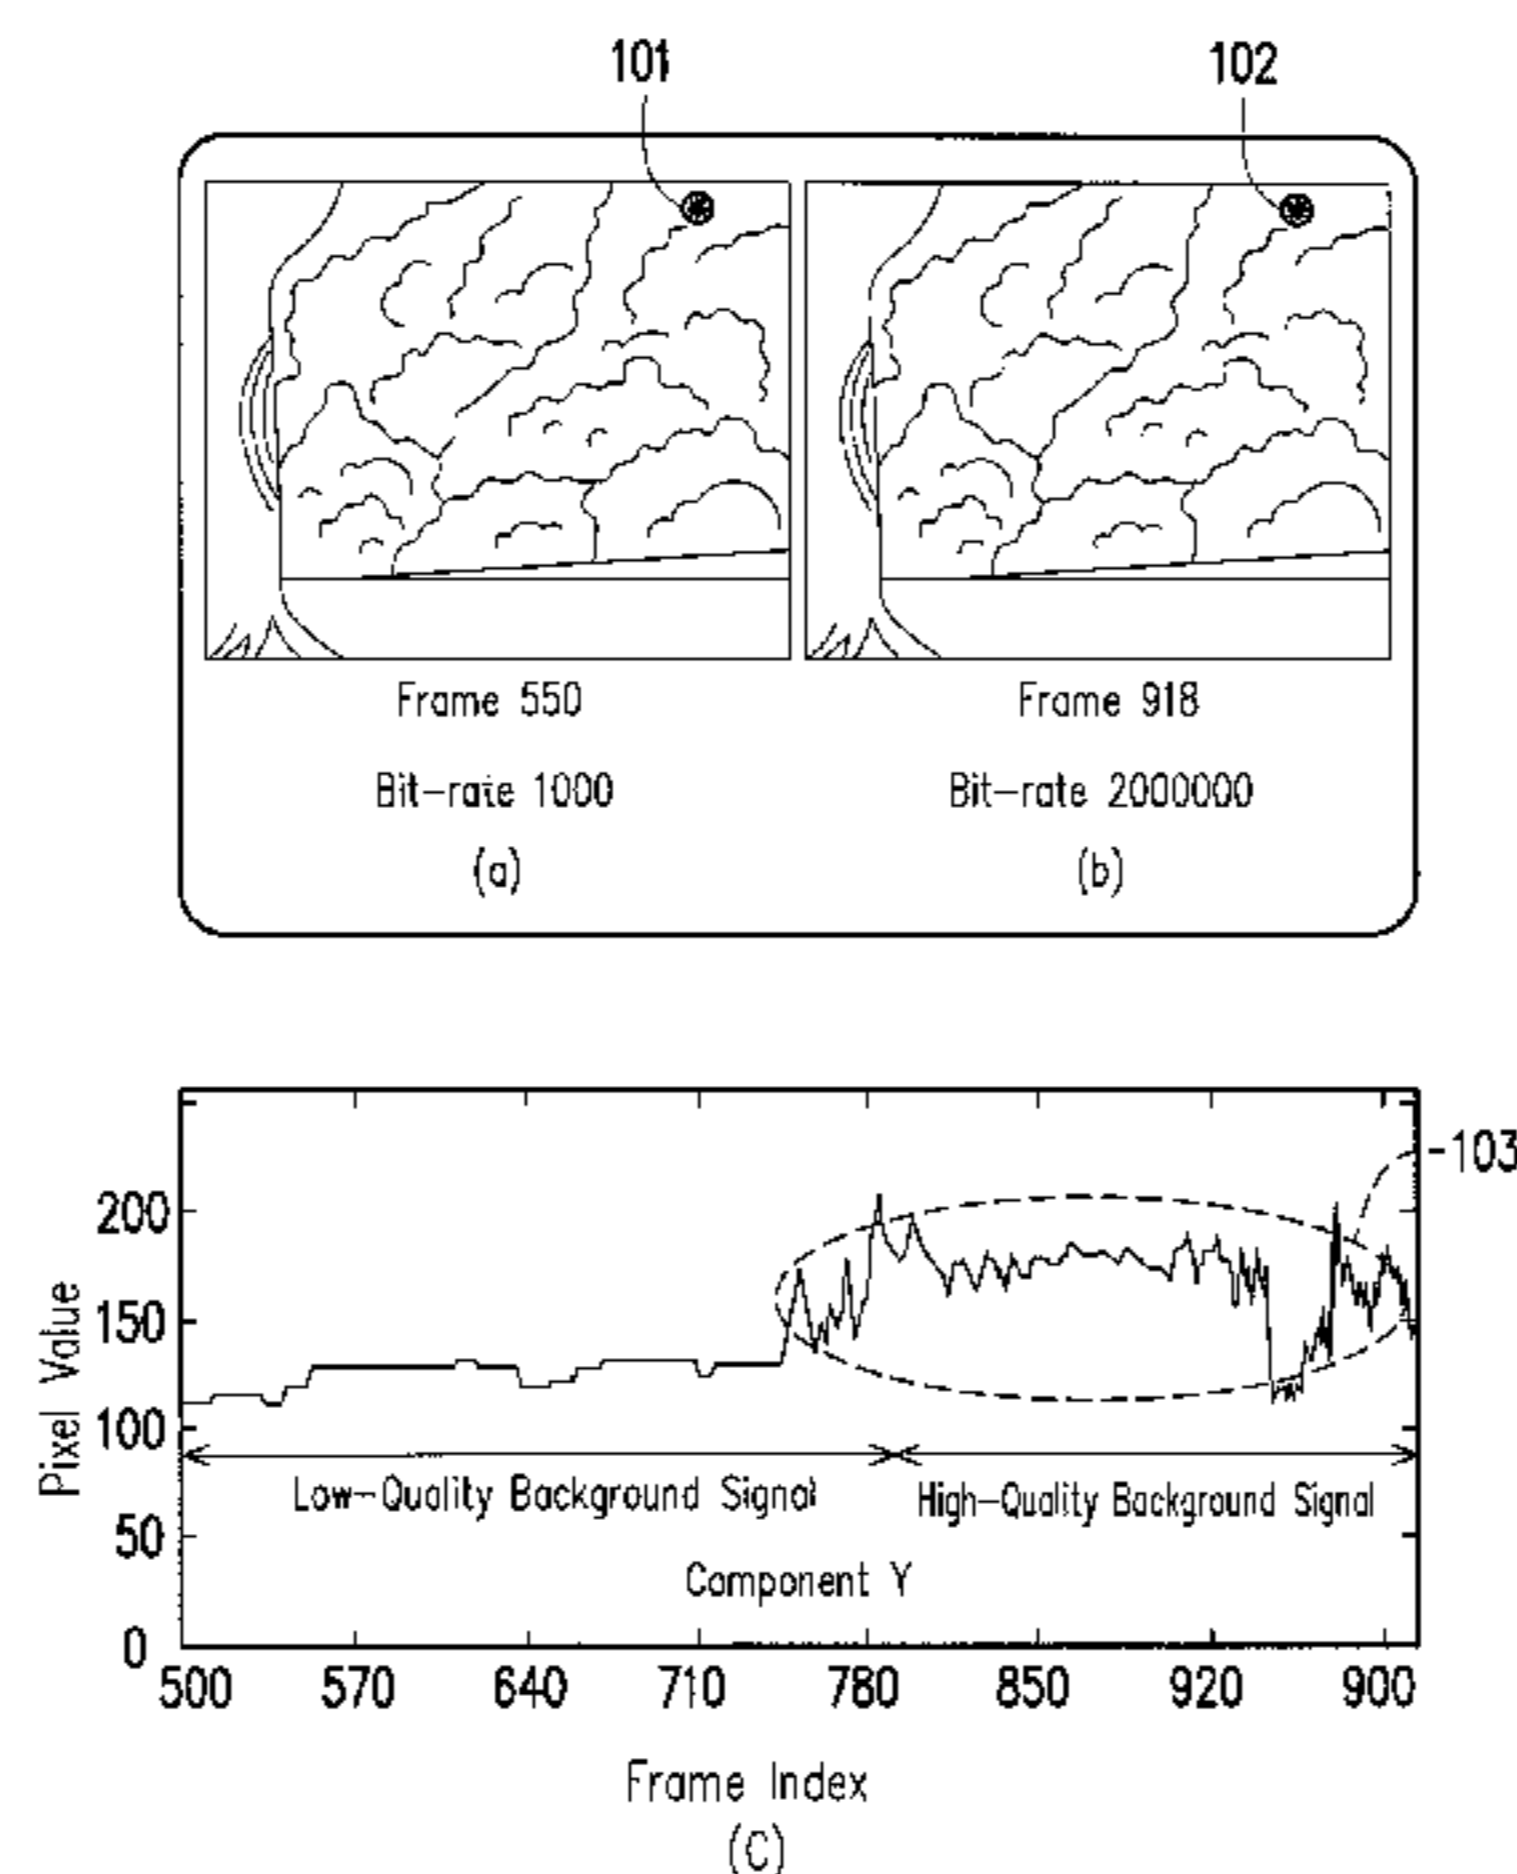 101
102
Frame 550
Frame 918
Bit-rate 1000
Bit-rate 2000000
(a)
(b)
103
200
150
100
50
0
Pixel Value
Low-Quality Background Signal
High-Quality Background Signal
Component Y
500 570 640 710 780 850 920 900
Frame Index
(C)